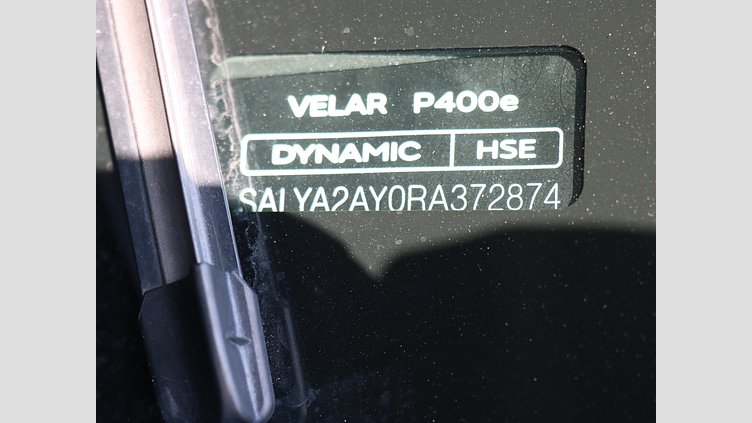 VELAR P400e
DYNAMIC HSE
SALYA2AY0RA372874